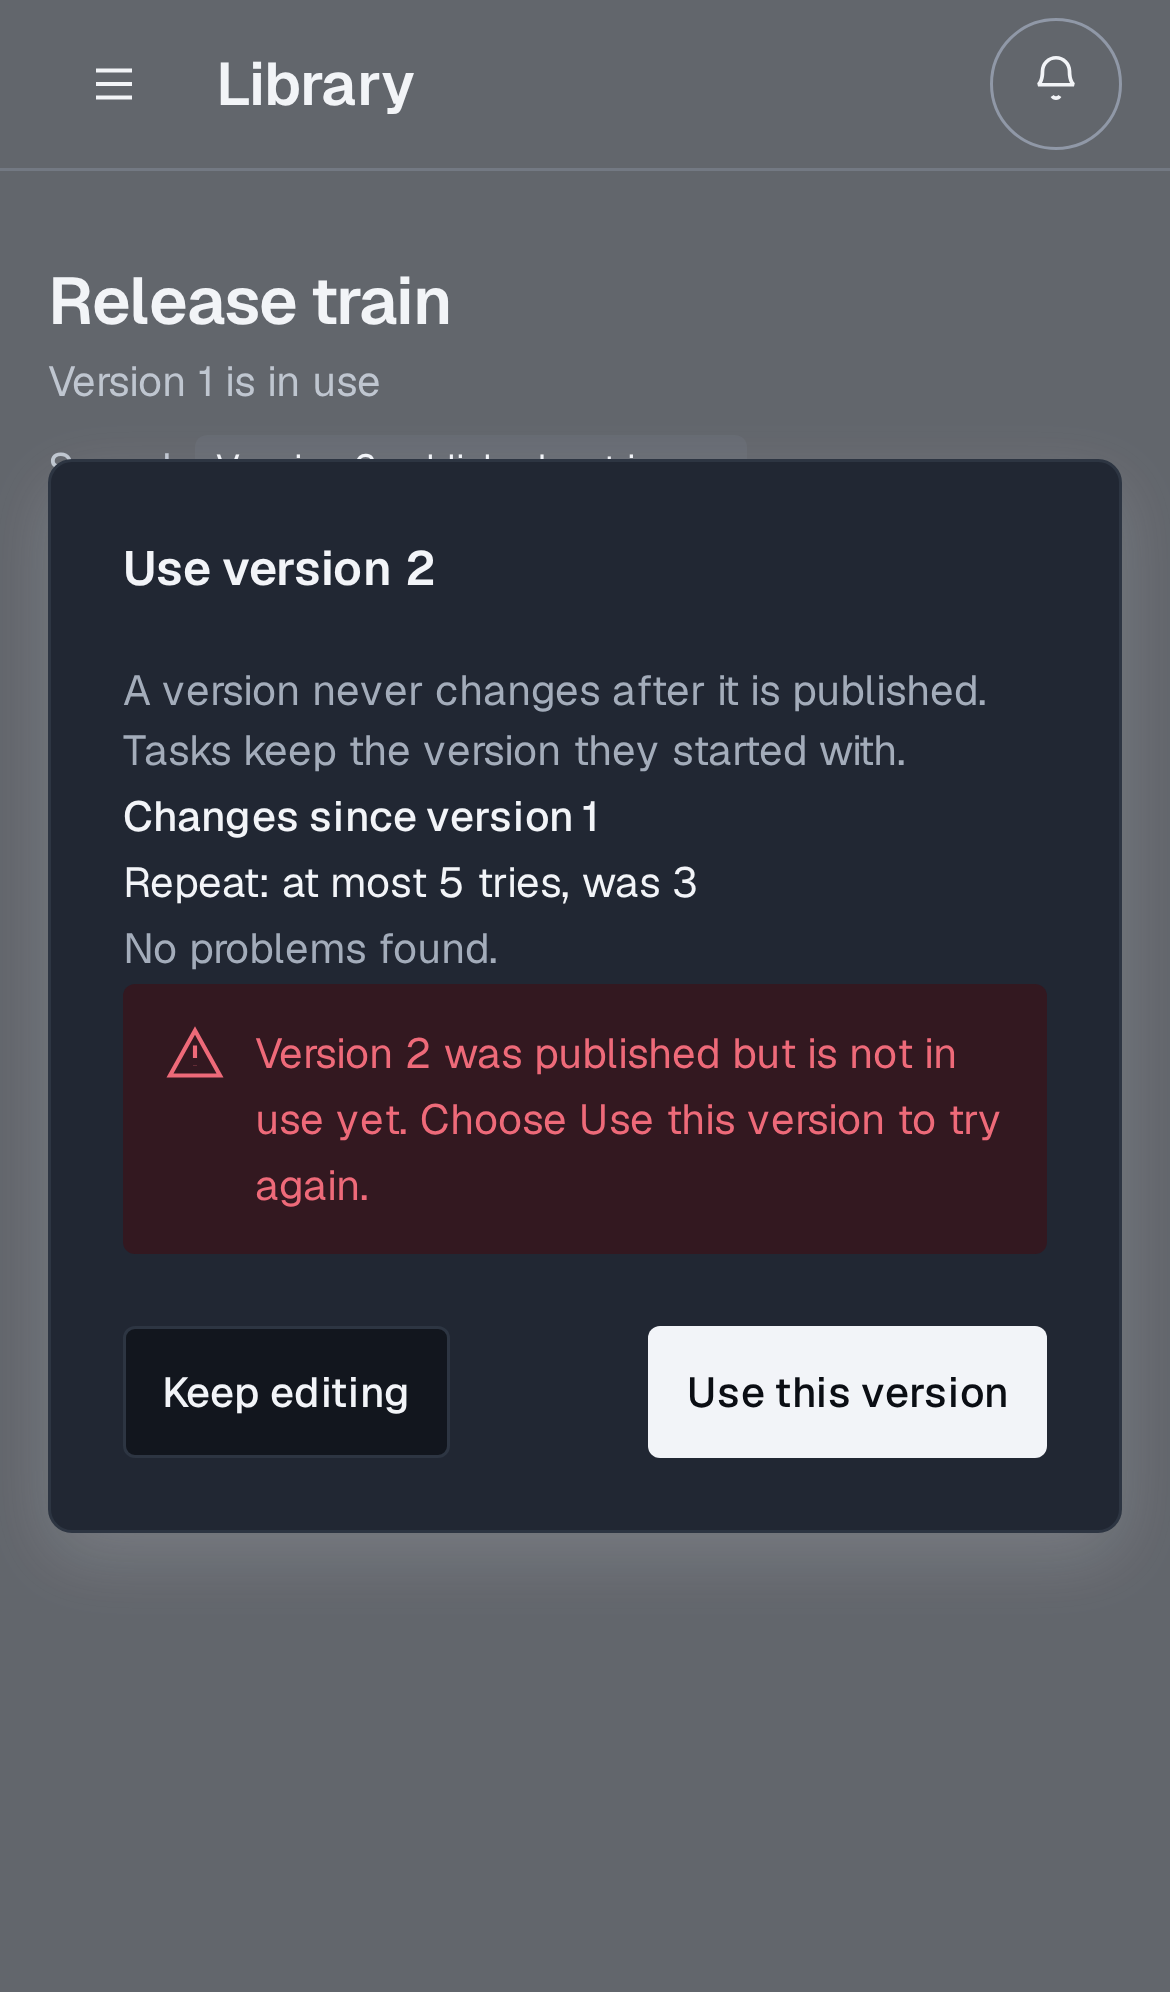 Library
Release train
Version 1 is in use
Use version 2
A version never changes after it is published.
Tasks keep the version they started with.
Changes since version 1
Repeat: at most 5 tries, was 3
No problems found.
Version 2 was published but is not in
use yet. Choose Use this version to try
again.
Keep editing
Use this version